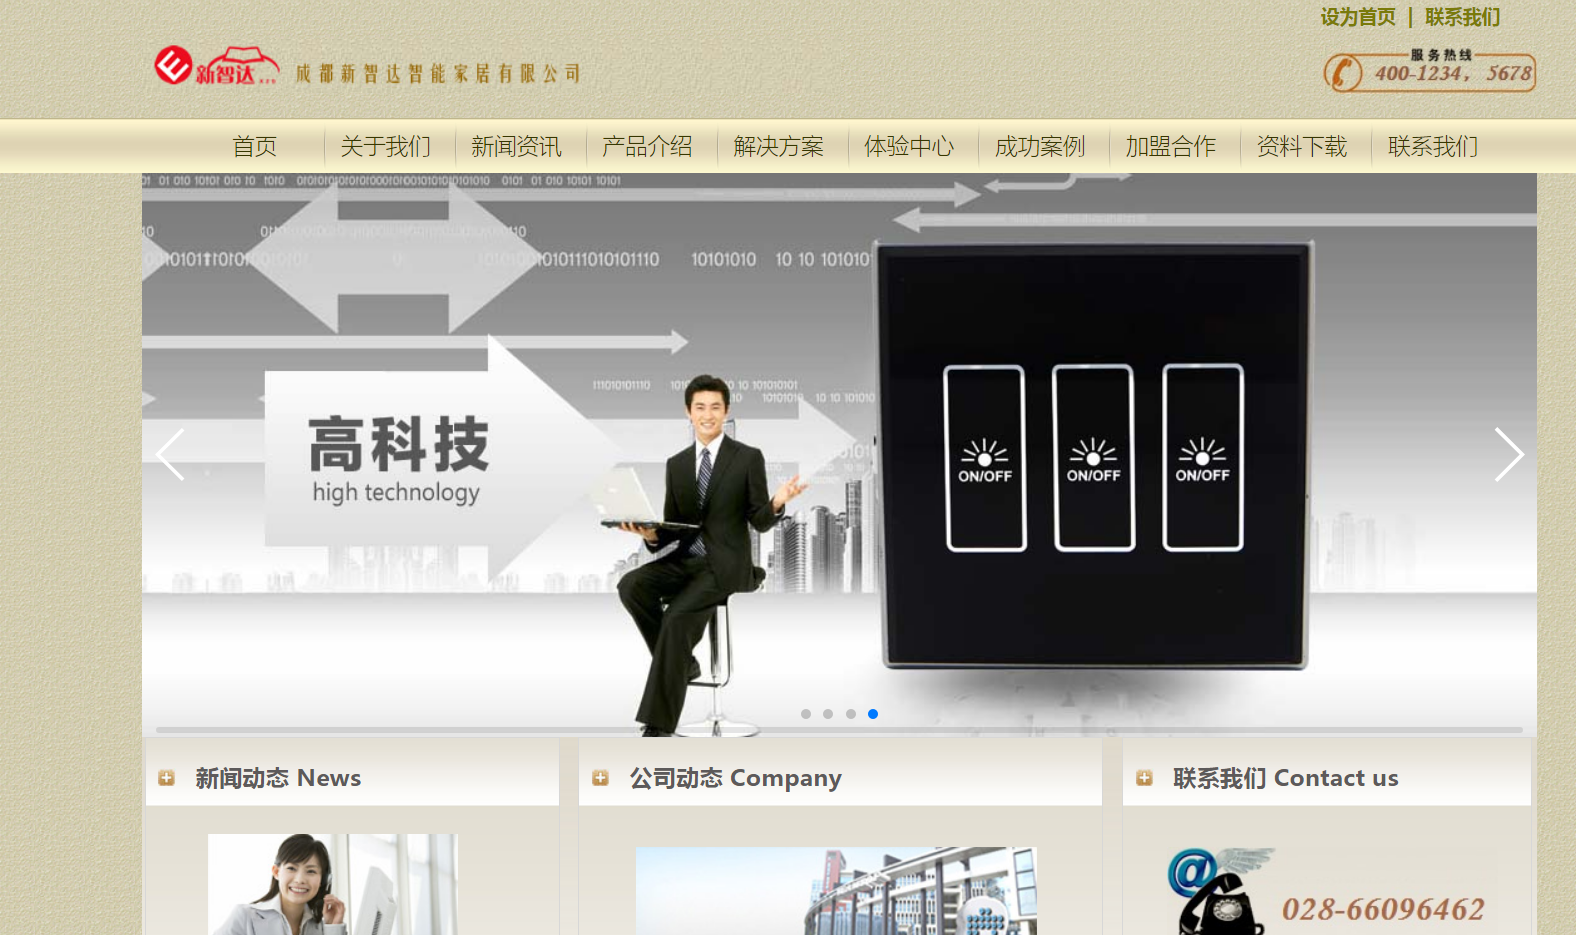 设为首页 | 联系我们
新智达
成都新智达智能家居有限公司
服务热线
400-1234，5678
首页 关于我们 新闻资讯 产品介绍 解决方案 体验中心 成功案例 加盟合作 资料下载 联系我们
高科技
high technology
ON/OFF ON/OFF ON/OFF
新闻动态 News
公司动态 Company
联系我们 Contact us
@
028-66096462